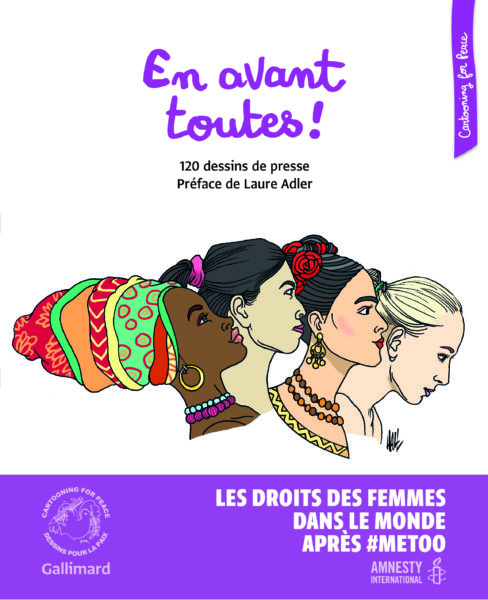 En avant
toutes !
Cartooning for Peace
120 dessins de presse
Préface de Laure Adler
CARTOONING FOR PEACE
DESSINS POUR LA PAIX
Gallimard
LES DROITS DES FEMMES
DANS LE MONDE
APRÈS #METOO
AMNESTY
INTERNATIONAL